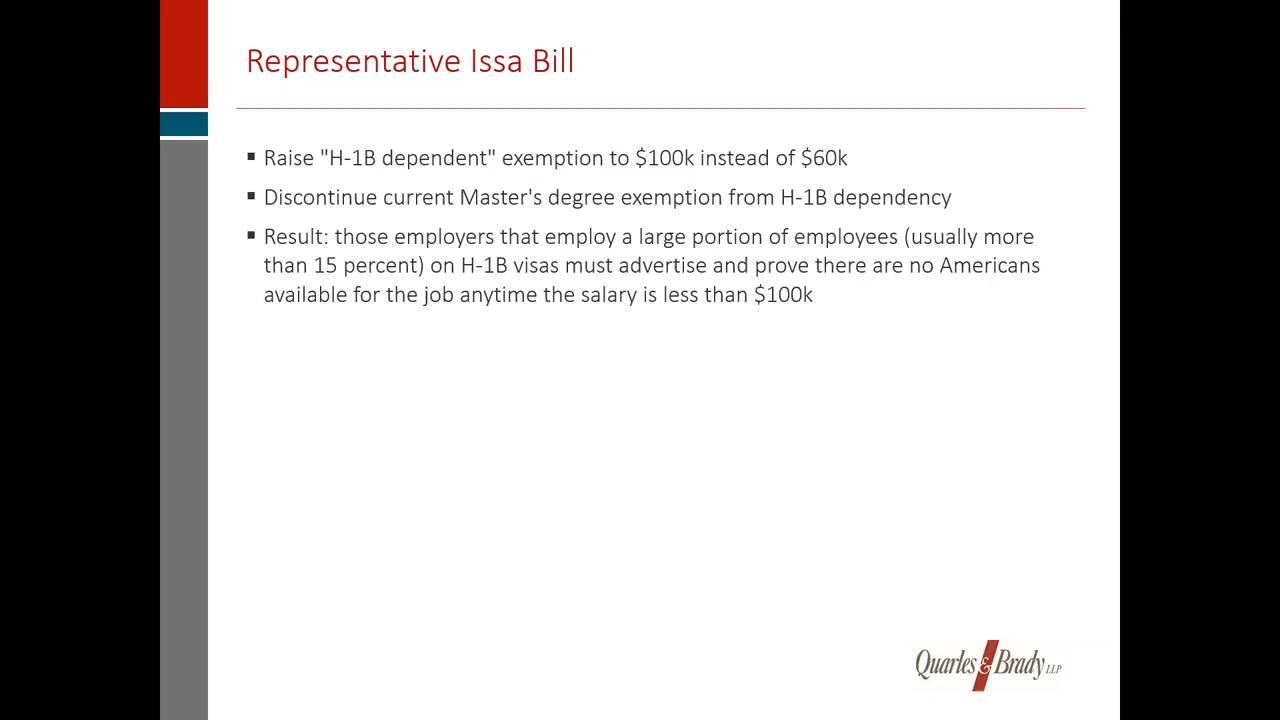 Representative Issa Bill
▪ Raise "H-1B dependent" exemption to $100k instead of $60k
▪ Discontinue current Master's degree exemption from H-1B dependency
▪ Result: those employers that employ a large portion of employees (usually more
than 15 percent) on H-1B visas must advertise and prove there are no Americans
available for the job anytime the salary is less than $100k
Quarles & Brady LLP